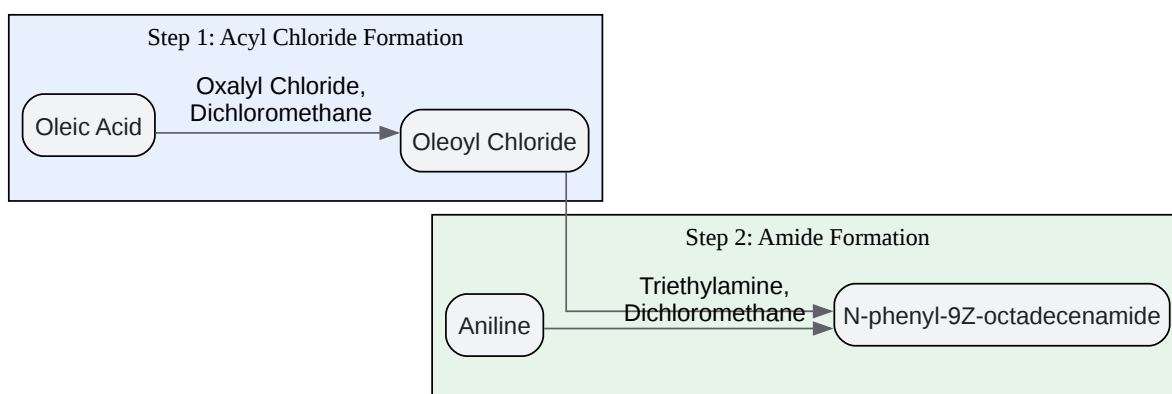 Step 1: Acyl Chloride Formation
Oxalyl Chloride,
Dichloromethane
Oleic Acid
Oleoyl Chloride
Step 2: Amide Formation
Triethylamine,
Dichloromethane
Aniline
N-phenyl-9Z-octadecenamide